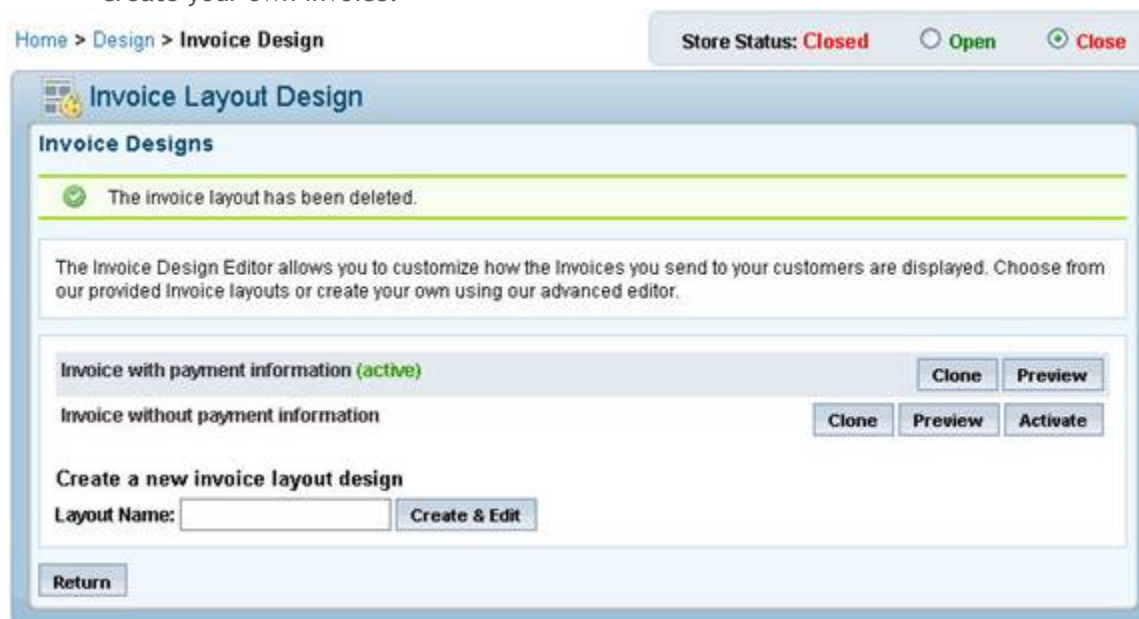 create your own invoice.
Home > Design > Invoice Design
Store Status: Closed Open Close
Invoice Layout Design
Invoice Designs
The invoice layout has been deleted.
The Invoice Design Editor allows you to customize how the Invoices you send to your customers are displayed. Choose from
our provided Invoice layouts or create your own using our advanced editor.
Invoice with payment information (active) Clone Preview
Invoice without payment information Clone Preview Activate
Create a new invoice layout design
Layout Name: Create & Edit
Return